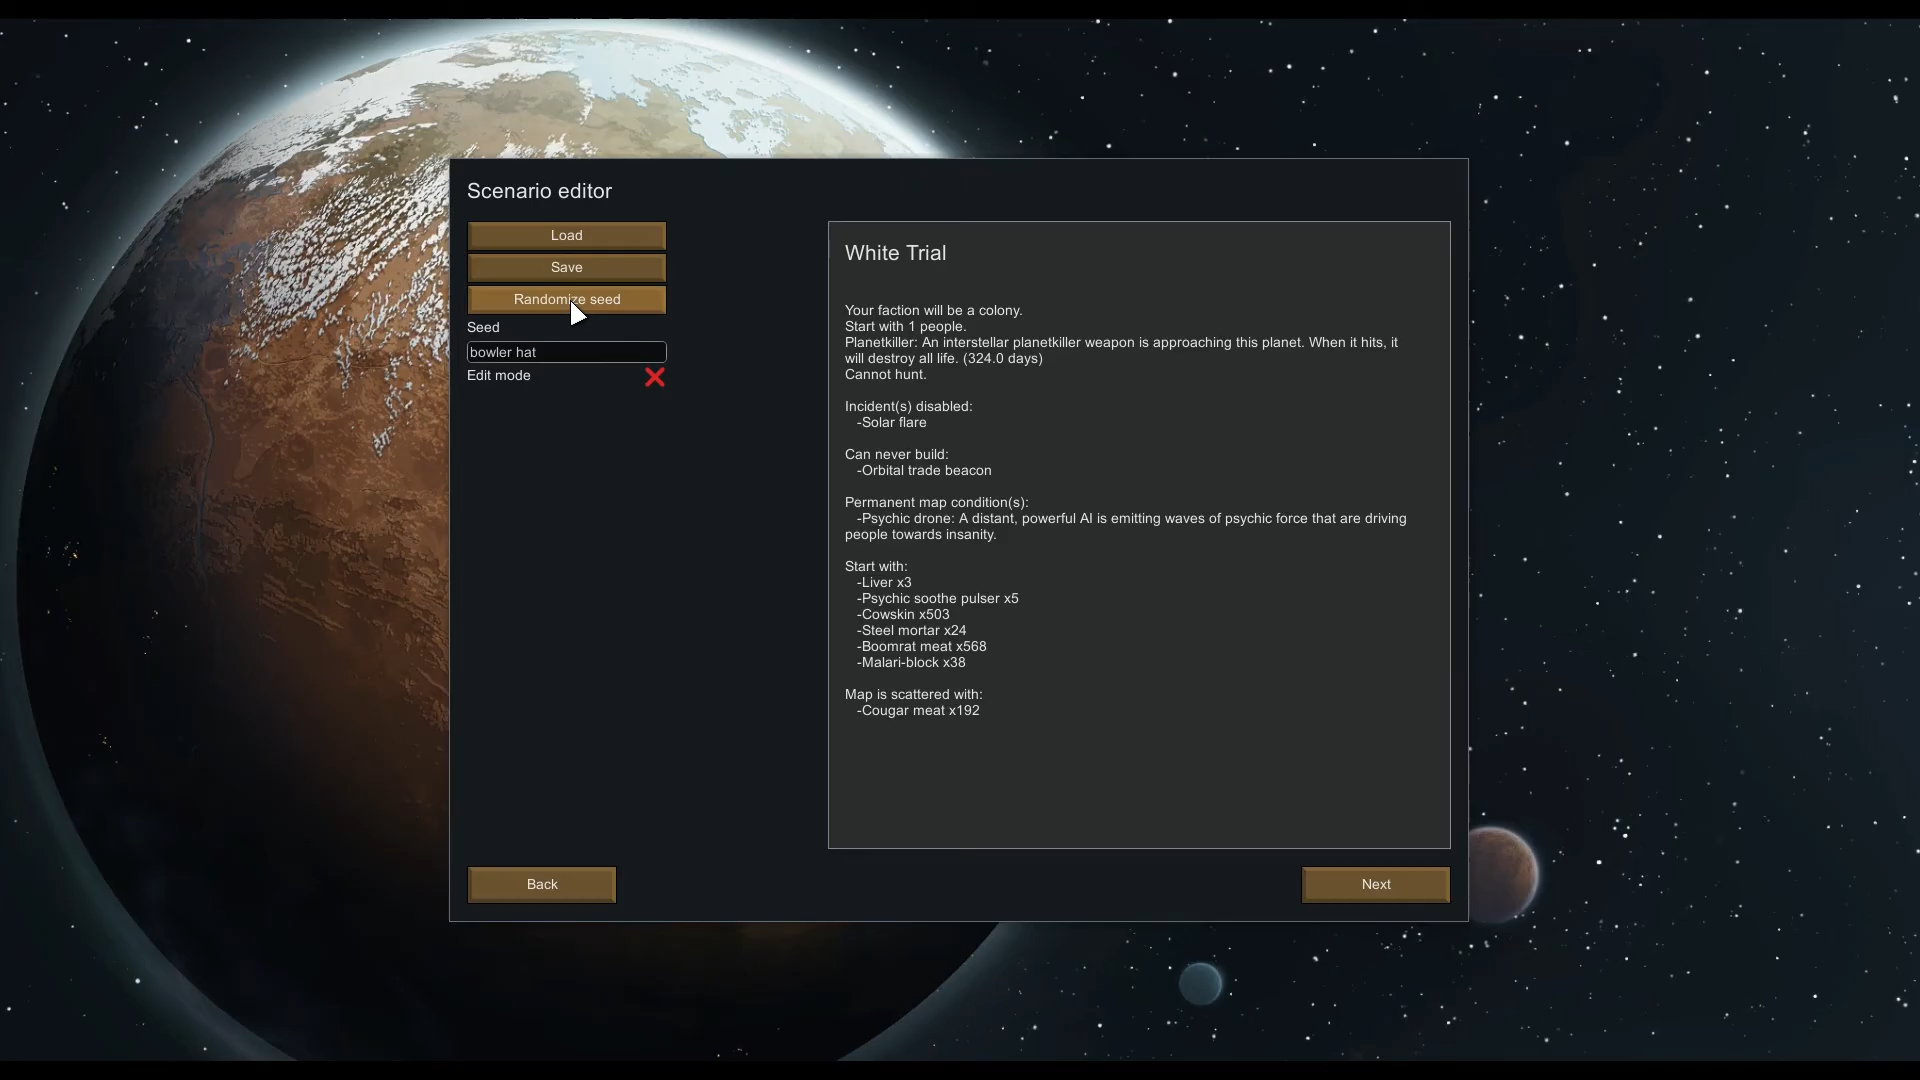 Scenario editor
Load
Save
Randomize seed
Seed
bowler hat
Edit mode
White Trial
Your faction will be a colony.
Start with 1 people.
Planetkiller: An interstellar planetkiller weapon is approaching this planet. When it hits, it
will destroy all life. (324.0 days)
Cannot hunt.
Incident(s) disabled:
-Solar flare
Can never build:
-Orbital trade beacon
Permanent map condition(s):
-Psychic drone: A distant, powerful AI is emitting waves of psychic force that are driving
people towards insanity.
Start with:
-Liver x3
-Psychic soothe pulser x5
-Cowskin x503
-Steel mortar x24
-Boomrat meat x568
-Malari-block x38
Map is scattered with:
-Cougar meat x192
Back
Next